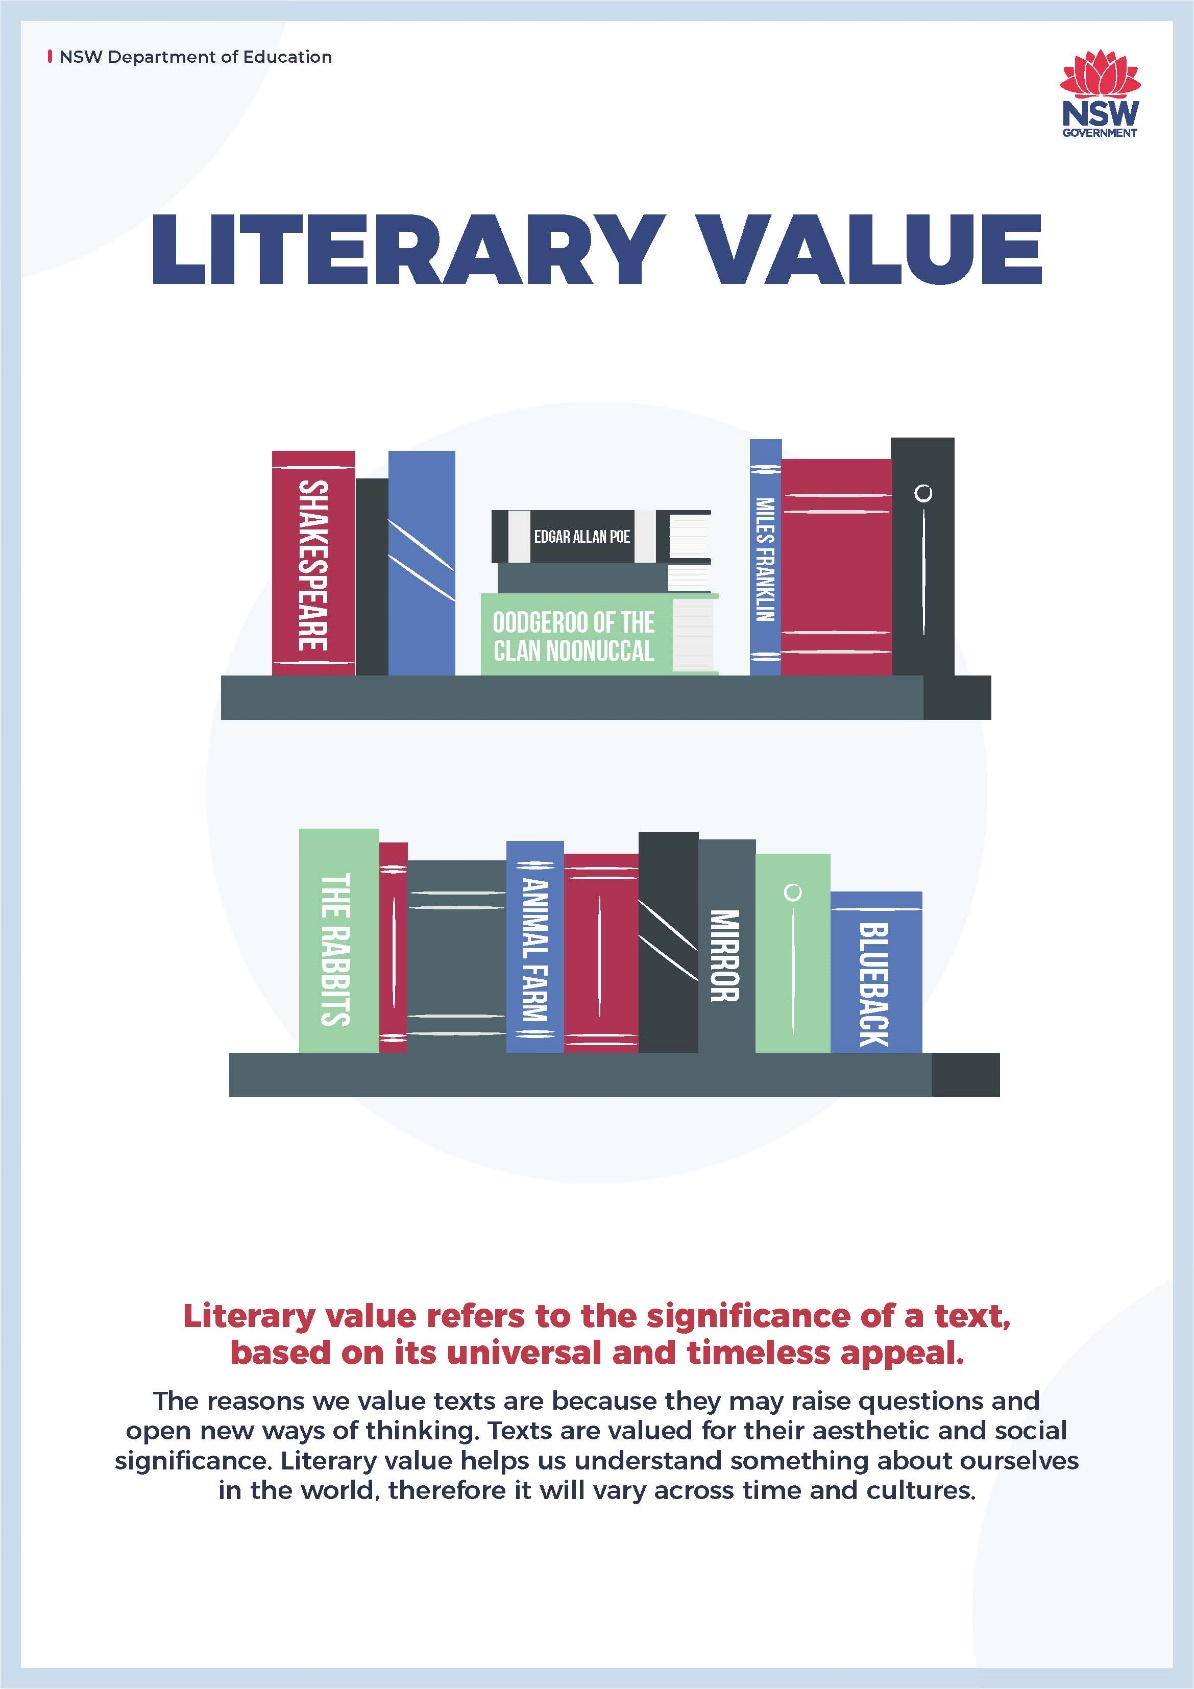 NSW Department of Education
NSW
GOVERNMENT
LITERARY VALUE
SHAKESPEARE
EDGAR ALLAN POE
OODGEROO OF THE
CLAN NOONUCCAL
MILES FRANKLIN
THE RABBITS
ANIMAL FARM
MIRROR
BLUEBACK
Literary value refers to the significance of a text,
based on its universal and timeless appeal.
The reasons we value texts are because they may raise questions and
open new ways of thinking. Texts are valued for their aesthetic and social
significance. Literary value helps us understand something about ourselves
in the world, therefore it will vary across time and cultures.